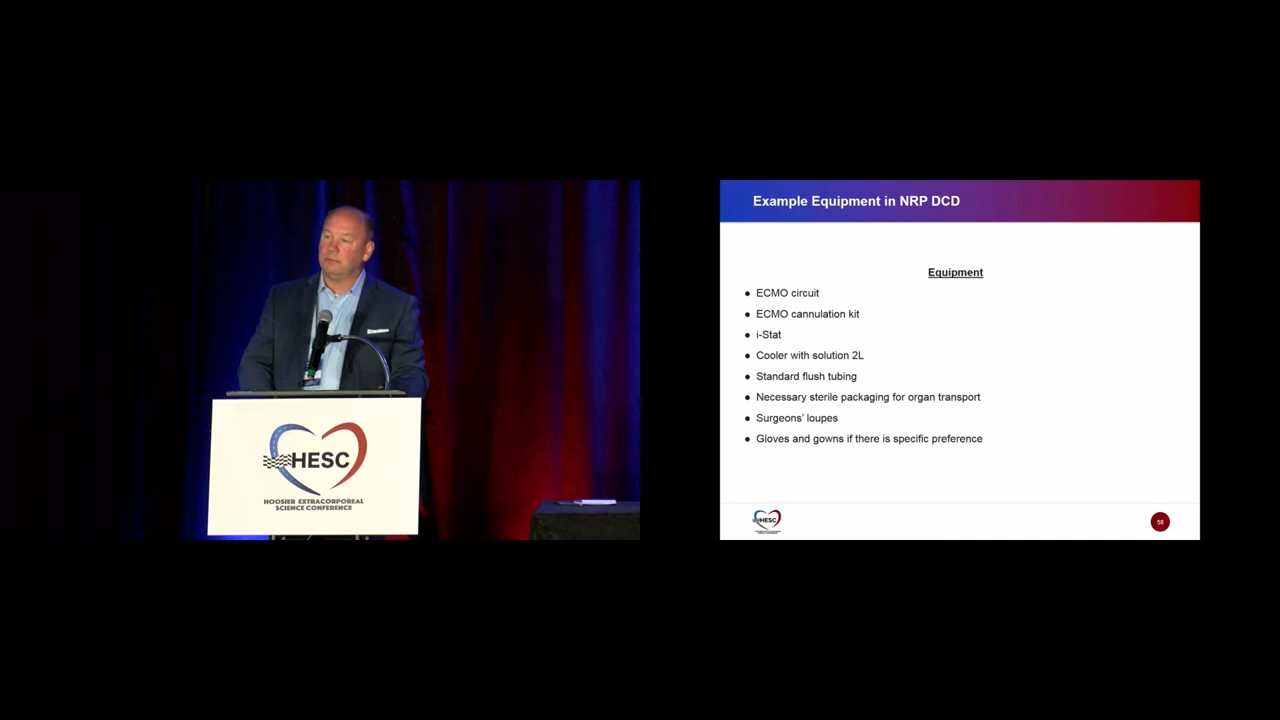 HESC
HOOSIER EXTRACORPOREAL
SCIENCE CONFERENCE
Example Equipment in NRP DCD
Equipment
● ECMO circuit
● ECMO cannulation kit
● i-Stat
● Cooler with solution 2L
● Standard flush tubing
● Necessary sterile packaging for organ transport
● Surgeons' loupes
● Gloves and gowns if there is specific preference
HESC
58